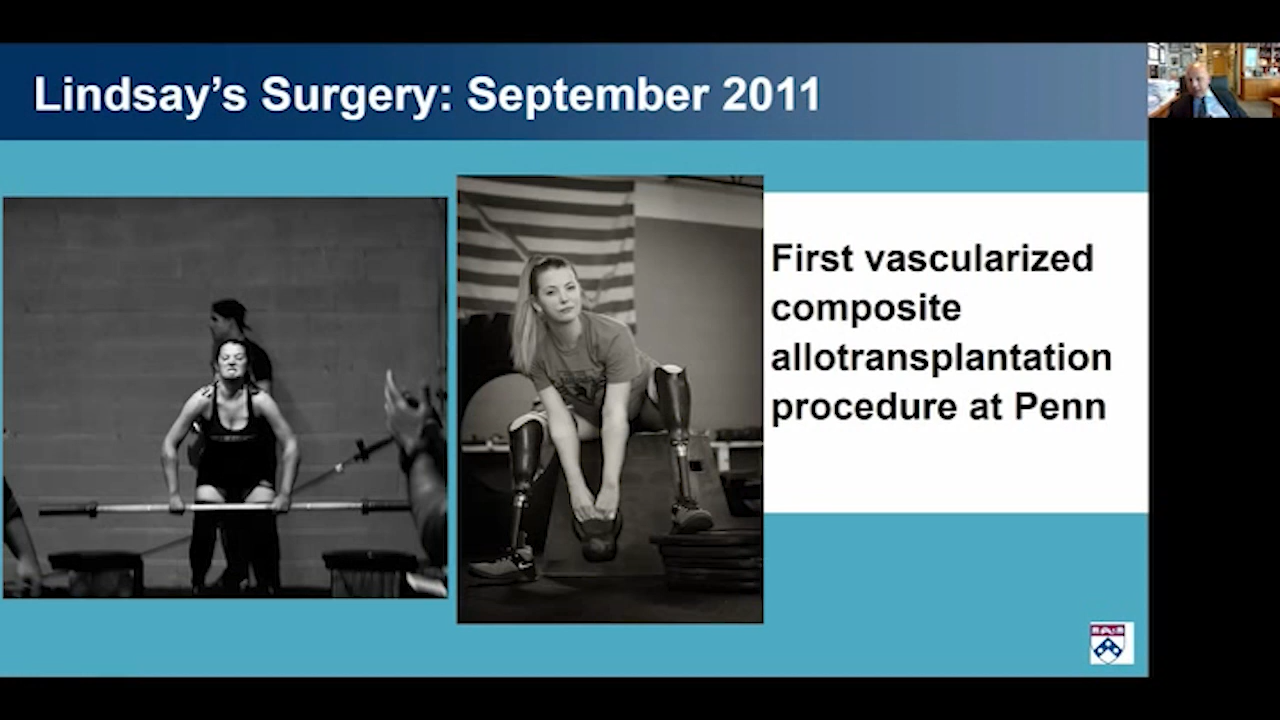 Lindsay's Surgery: September 2011
First vascularized
composite
allotransplantation
procedure at Penn